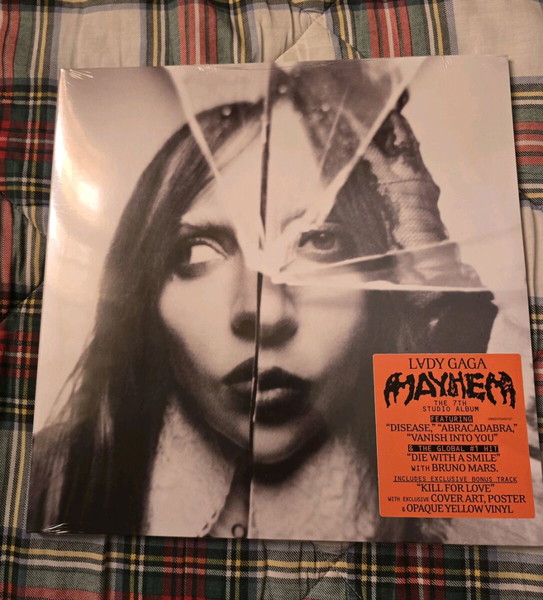 LVDY GAGA
MAYHEM
THE 7TH
STUDIO ALBUM
FEATURING
"DISEASE," "ABRACADABRA,"
"VANISH INTO YOU"
& THE GLOBAL #1 HIT
"DIE WITH A SMILE"
WITH BRUNO MARS.
INCLUDES EXCLUSIVE BONUS TRACK
"KILL FOR LOVE"
WITH EXCLUSIVE COVER ART, POSTER
& OPAQUE YELLOW VINYL